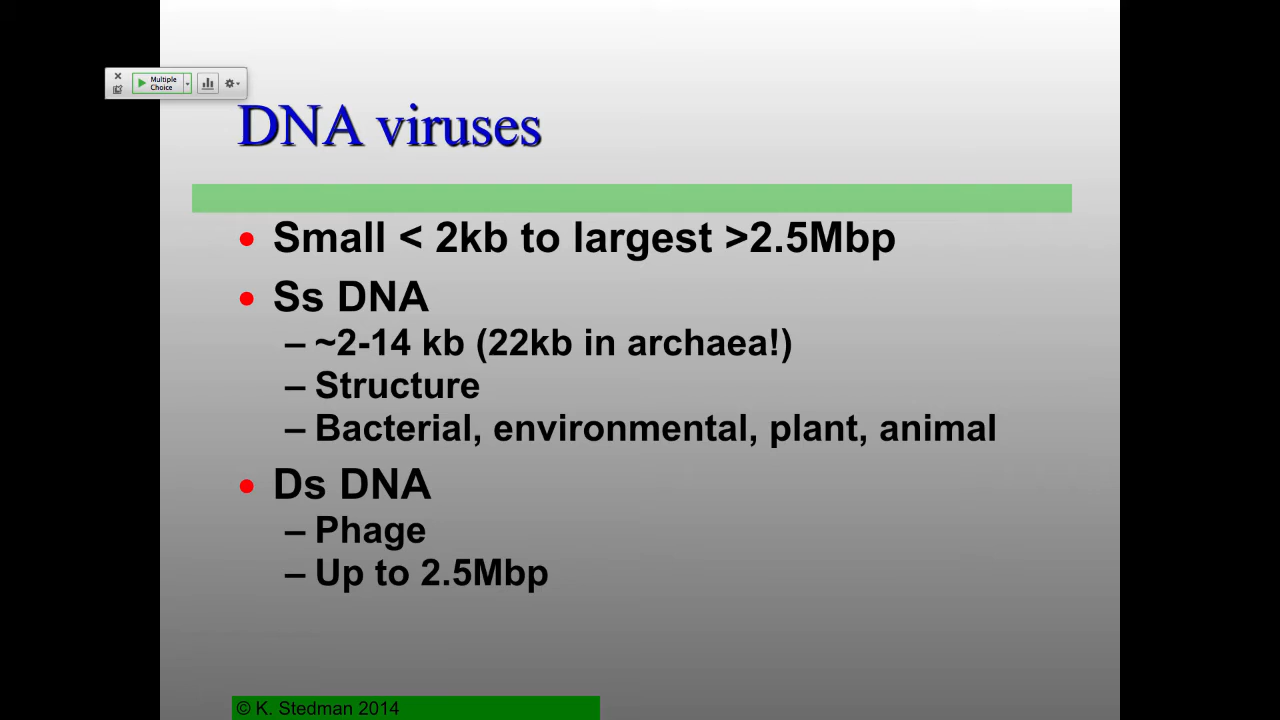 Multiple
Choice
DNA viruses
• Small < 2kb to largest >2.5Mbp
• Ss DNA
– ~2-14 kb (22kb in archaea!)
– Structure
– Bacterial, environmental, plant, animal
• Ds DNA
– Phage
– Up to 2.5Mbp
© K. Stedman 2014